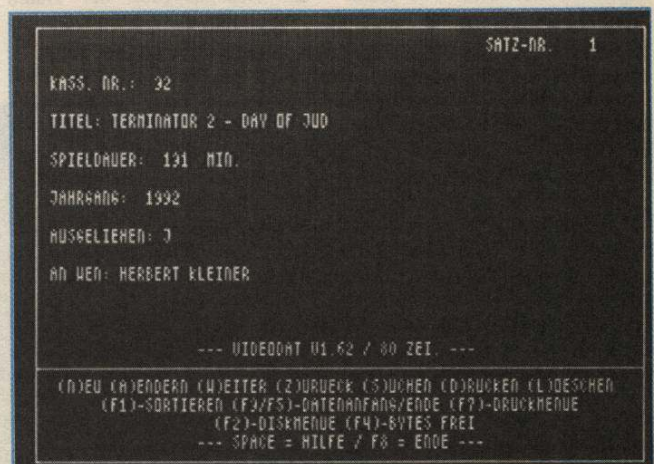 SATZ-NR. 1
KASS. NR.: 92
TITEL: TERMINATOR 2 - DAY OF JUD
SPIELDAUER: 191 MIN.
JAHRGANG: 1992
AUSGELIEHEN: J
AN WEN: HERBERT KLEINER
--- VIDEODAT V1.62 / 80 ZEI. ---
(N)EU (A)ENDERN (W)EITER (Z)URUECK (S)UCHEN (D)RUCKEN (L)OESCHEN
(F1)-SORTIEREN (F3/F5)-DATENANFANG/ENDE (F7)-DRUCKMENUE
(F2)-DISKMENUE (F4)-BYTES FREI
--- SPACE = HILFE / F8 = ENDE ---